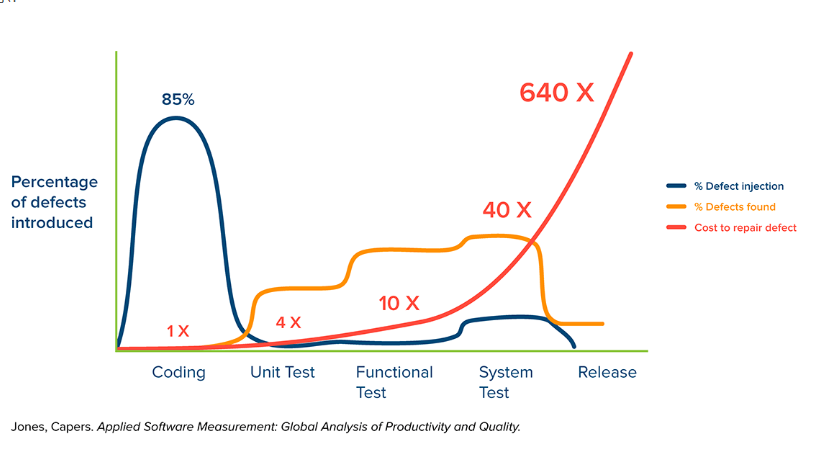 640 X
85%
Percentage
of defects
introduced
% Defect injection
% Defects found
Cost to repair defect
40 X
10 X
4 X
1 X
Coding
Unit Test
Functional
Test
System
Test
Release
Jones, Capers. Applied Software Measurement: Global Analysis of Productivity and Quality.